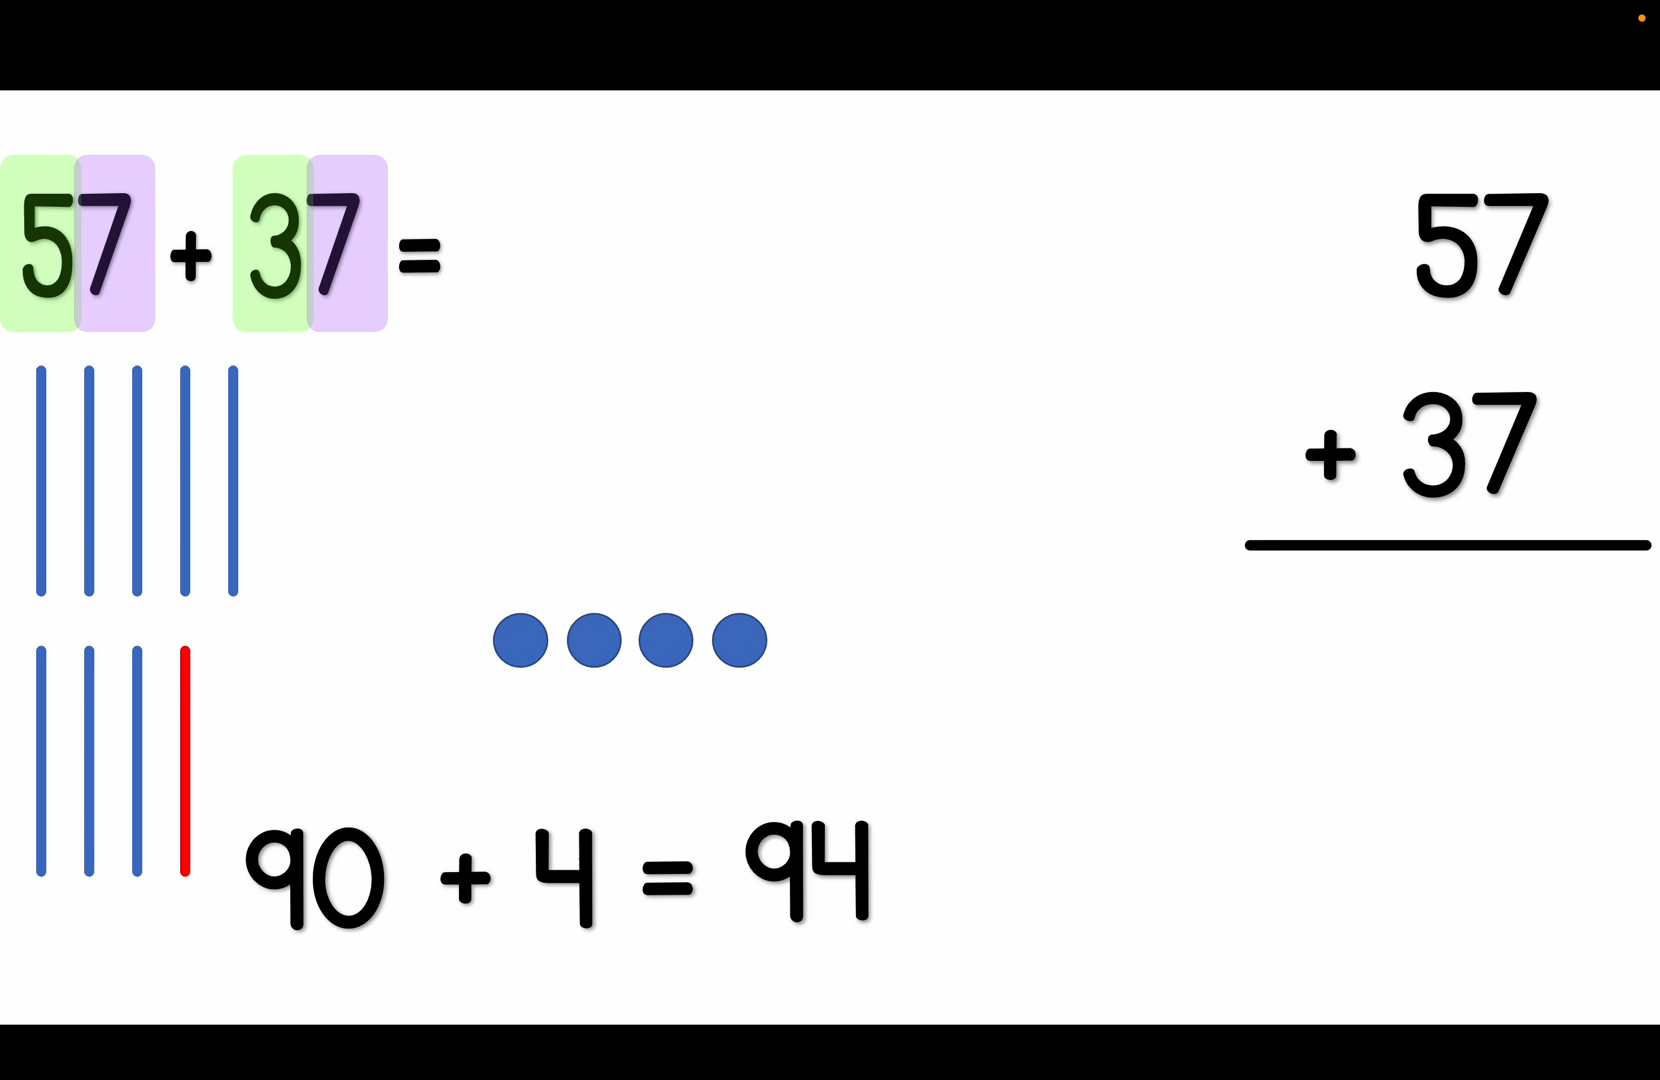 57 + 37 =
57
+ 37
90 + 4 = 94